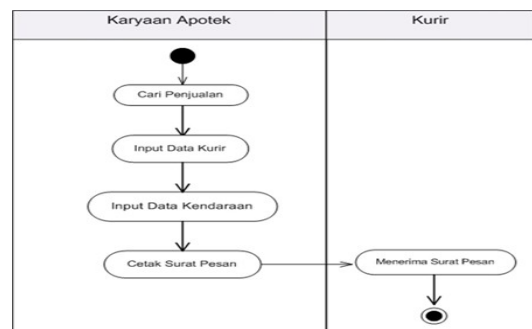 Karyaan Apotek
Kurir
Cari Penjualan
Input Data Kurir
Input Data Kendaraan
Cetak Surat Pesan
Menerima Surat Pesan